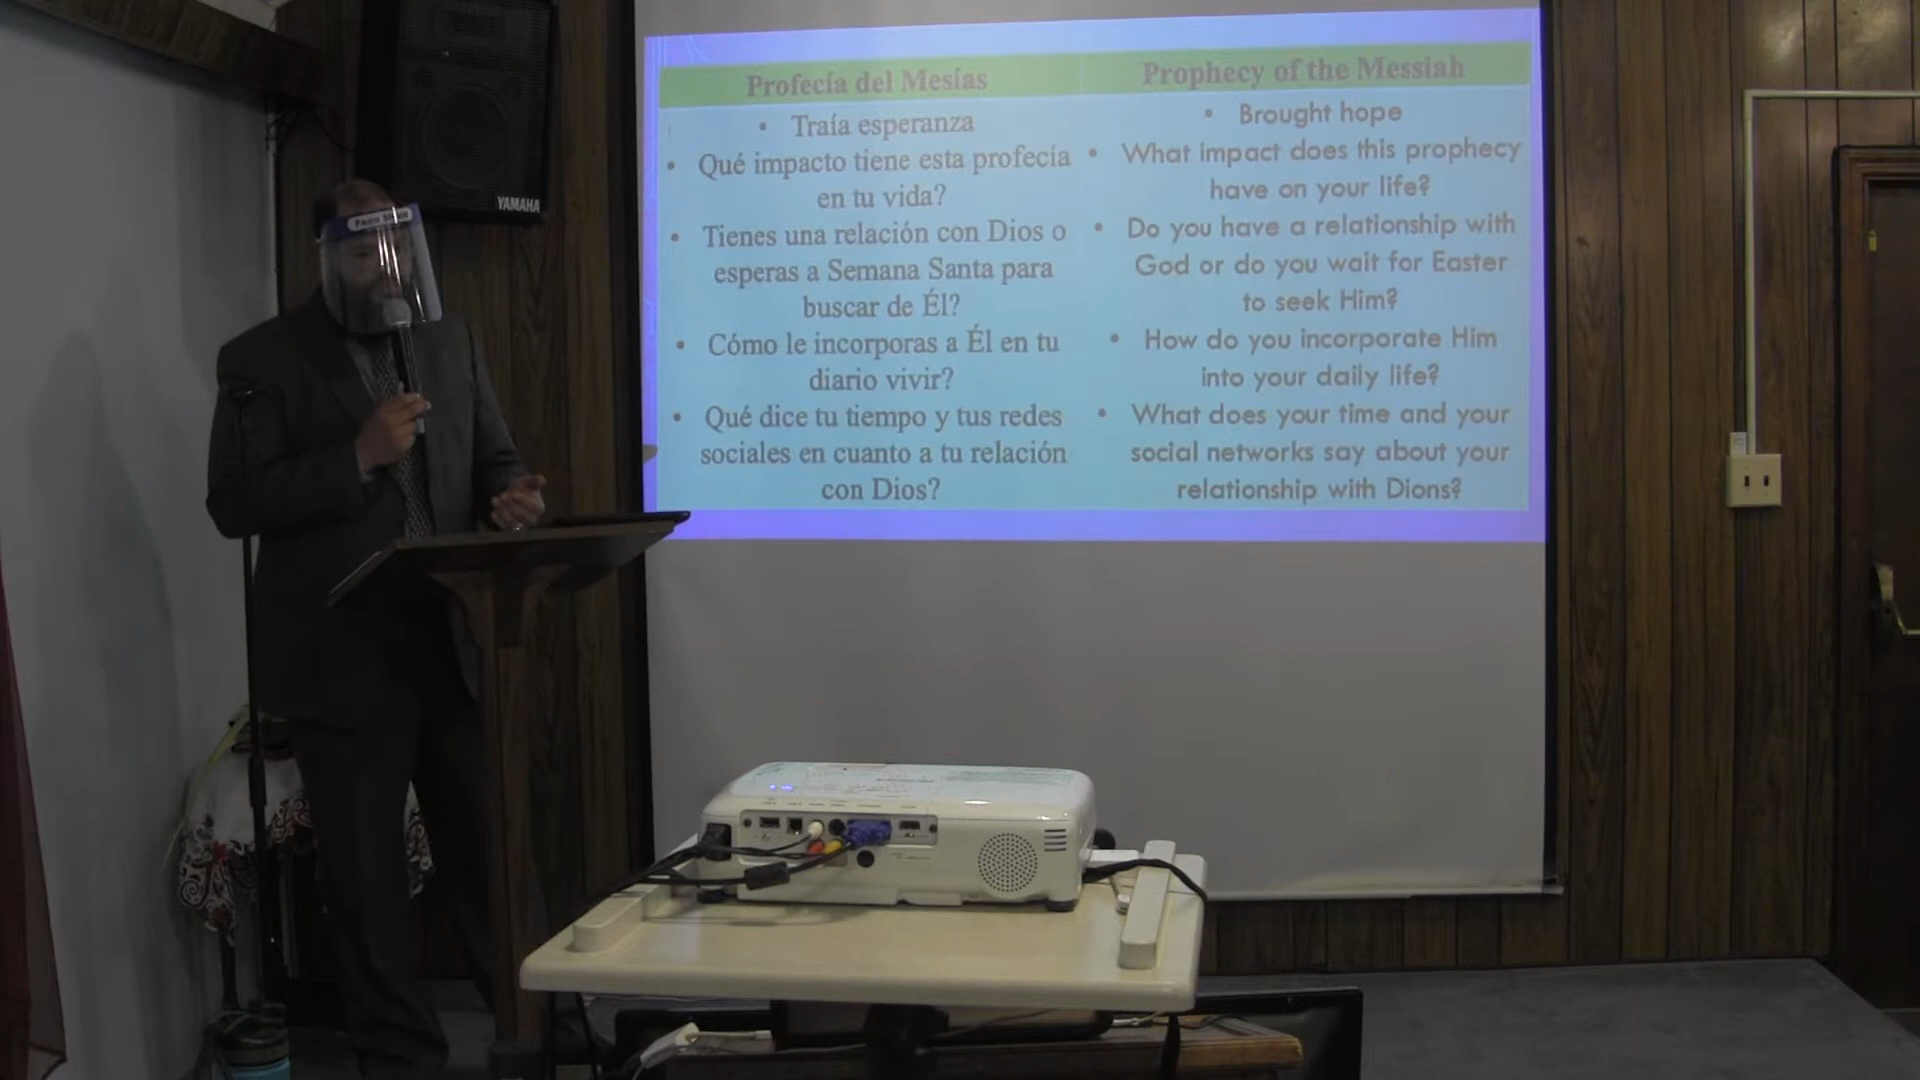 Profecía del Mesías
• Traía esperanza
• Qué impacto tiene esta profecía
en tu vida?
• Tienes una relación con Dios o
esperas a Semana Santa para
buscar de Él?
• Cómo le incorporas a Él en tu
diario vivir?
• Qué dice tu tiempo y tus redes
sociales en cuanto a tu relación
con Dios?
Prophecy of the Messiah
• Brought hope
• What impact does this prophecy
have on your life?
• Do you have a relationship with
God or do you wait for Easter
to seek Him?
• How do you incorporate Him
into your daily life?
• What does your time and your
social networks say about your
relationship with Dions?
YAMAHA